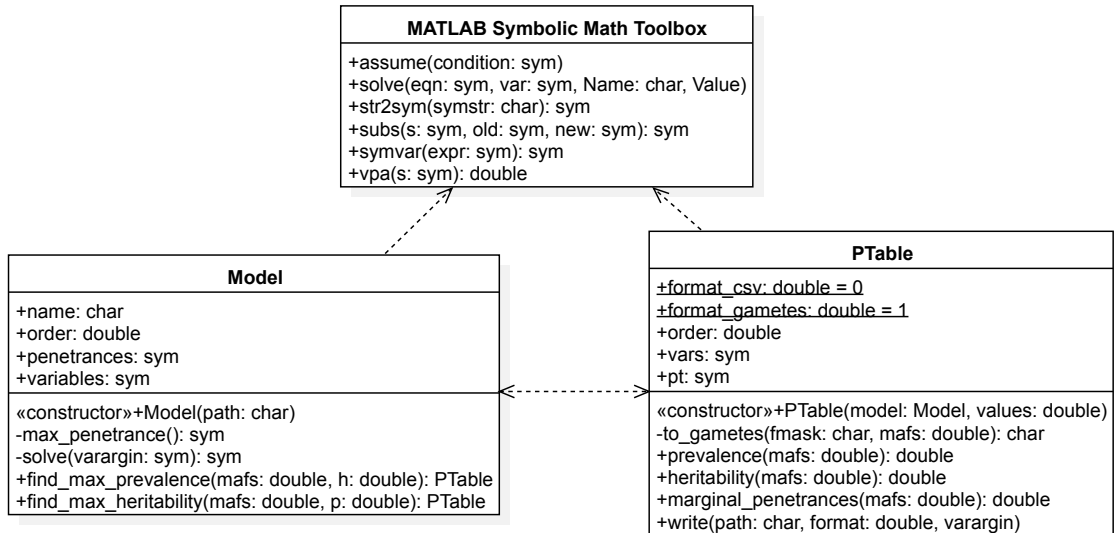 MATLAB Symbolic Math Toolbox
+assume(condition: sym)
+solve(eqn: sym, var: sym, Name: char, Value)
+str2sym(symstr: char): sym
+subs(s: sym, old: sym, new: sym): sym
+symvar(expr: sym): sym
+vpa(s: sym): double
Model
+name: char
+order: double
+penetrances: sym
+variables: sym
«constructor»+Model(path: char)
-max_penetrance(): sym
-solve(varargin: sym): sym
+find_max_prevalence(mafs: double, h: double): PTable
+find_max_heritability(mafs: double, p: double): PTable
PTable
+format_csv: double = 0
+format_gametes: double = 1
+order: double
+vars: sym
+pt: sym
«constructor»+PTable(model: Model, values: double)
-to_gametes(fmask: char, mafs: double): char
+prevalence(mafs: double): double
+heritability(mafs: double): double
+marginal_penetrances(mafs: double): double
+write(path: char, format: double, varargin)